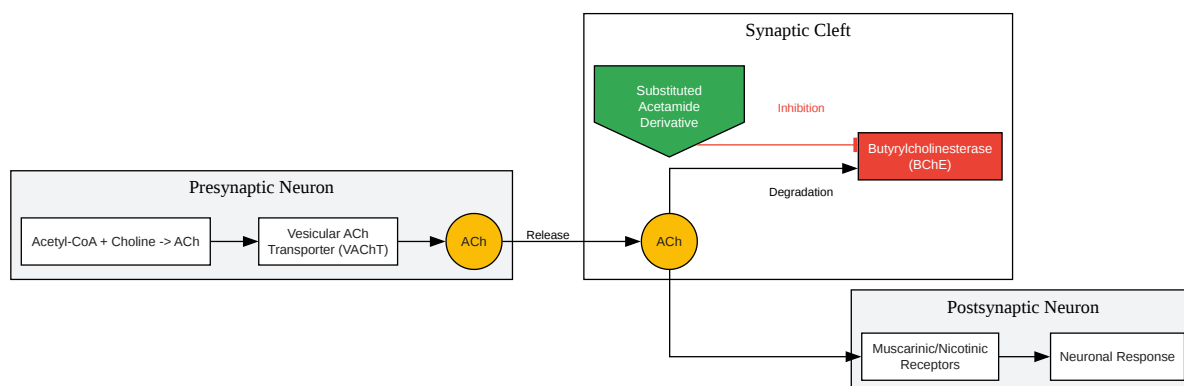 Synaptic Cleft
Substituted
Acetamide
Derivative
Inhibition
Butyrylcholinesterase
(BChE)
Degradation
Presynaptic Neuron
Acetyl-CoA + Choline -> ACh
Vesicular ACh
Transporter (VAChT)
ACh
Release
ACh
Postsynaptic Neuron
Muscarinic/Nicotinic
Receptors
Neuronal Response